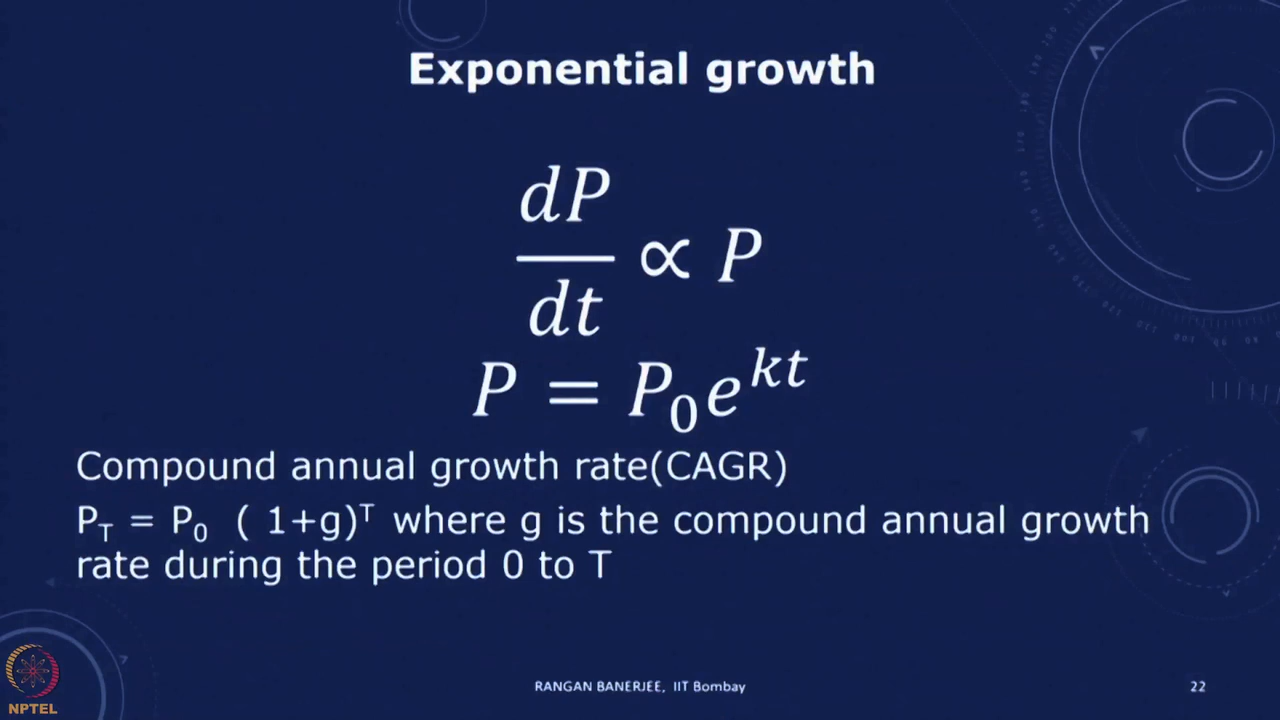 Exponential growth
dP/dt ∝ P
P = P₀e^{kt}
Compound annual growth rate(CAGR)
P_T = P₀ ( 1+g)^T where g is the compound annual growth
rate during the period 0 to T
NPTEL
RANGAN BANERJEE, IIT Bombay
22